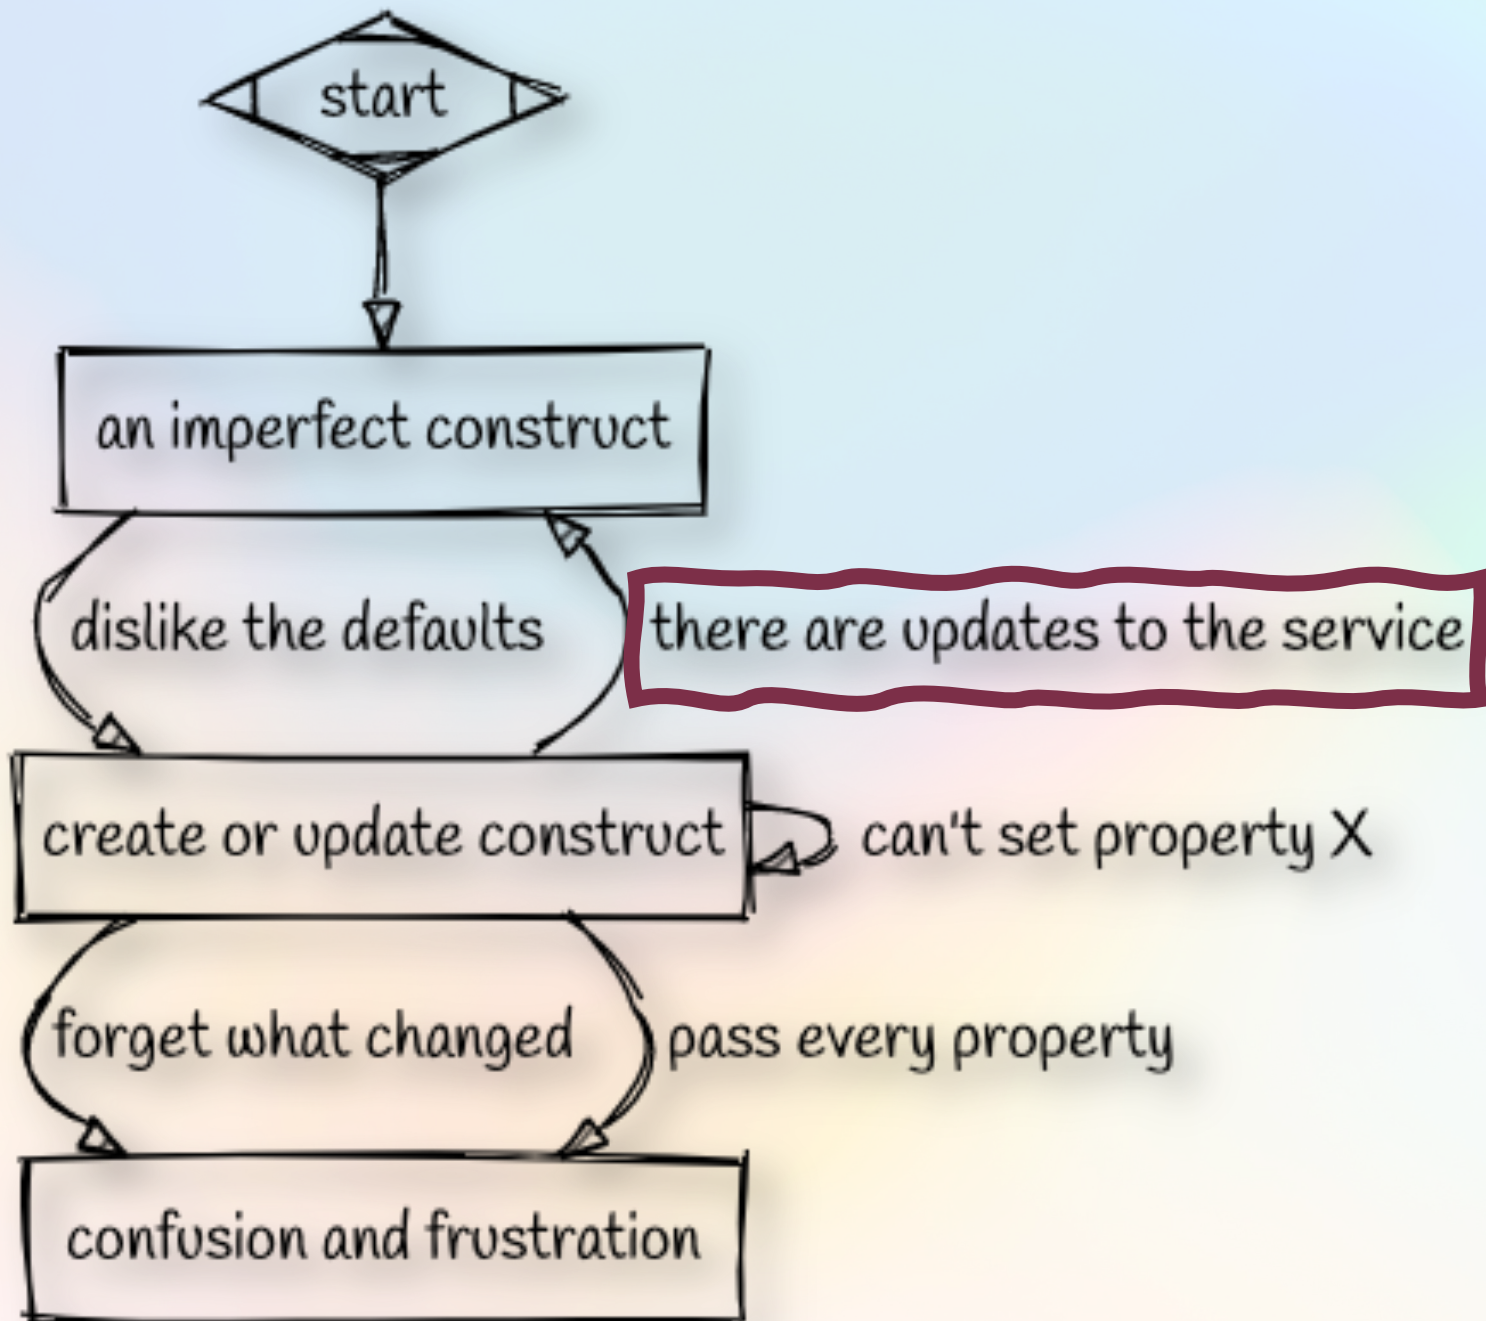 start
an imperfect construct
dislike the defaults
there are updates to the service
create or update construct
can't set property X
forget what changed
pass every property
confusion and frustration